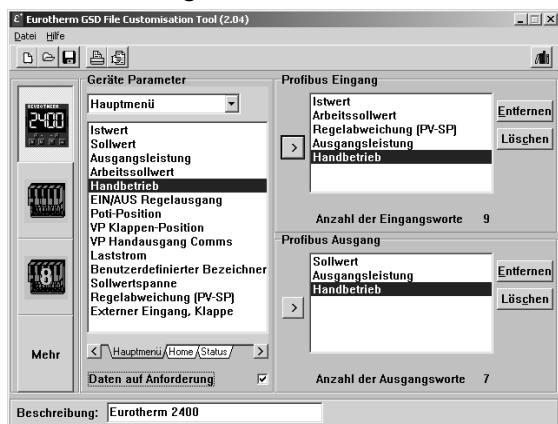 Eurotherm GSD File Customisation Tool (2.04)
Datei Hilfe
Geräte Parameter
Hauptmenü
Istwert
Sollwert
Ausgangsleistung
Arbeitssollwert
Handbetrieb
EIN/AUS Regelausgang
Poti-Position
VP Klappen-Position
VP Handausgang Comms
Laststrom
Benutzerdefinierter Bezeichner
Sollwertspanne
Regelabweichung (PV-SP)
Externer Eingang, Klappe
Hauptmenü Home Status
Daten auf Anforderung
Profibus Eingang
Istwert
Arbeitssollwert
Regelabweichung (PV-SP)
Ausgangsleistung
Handbetrieb
Entfernen
Löschen
Anzahl der Eingangsworte 9
Profibus Ausgang
Sollwert
Ausgangsleistung
Handbetrieb
Entfernen
Löschen
Anzahl der Ausgangsworte 7
2400
8
Mehr
Beschreibung: Eurotherm 2400